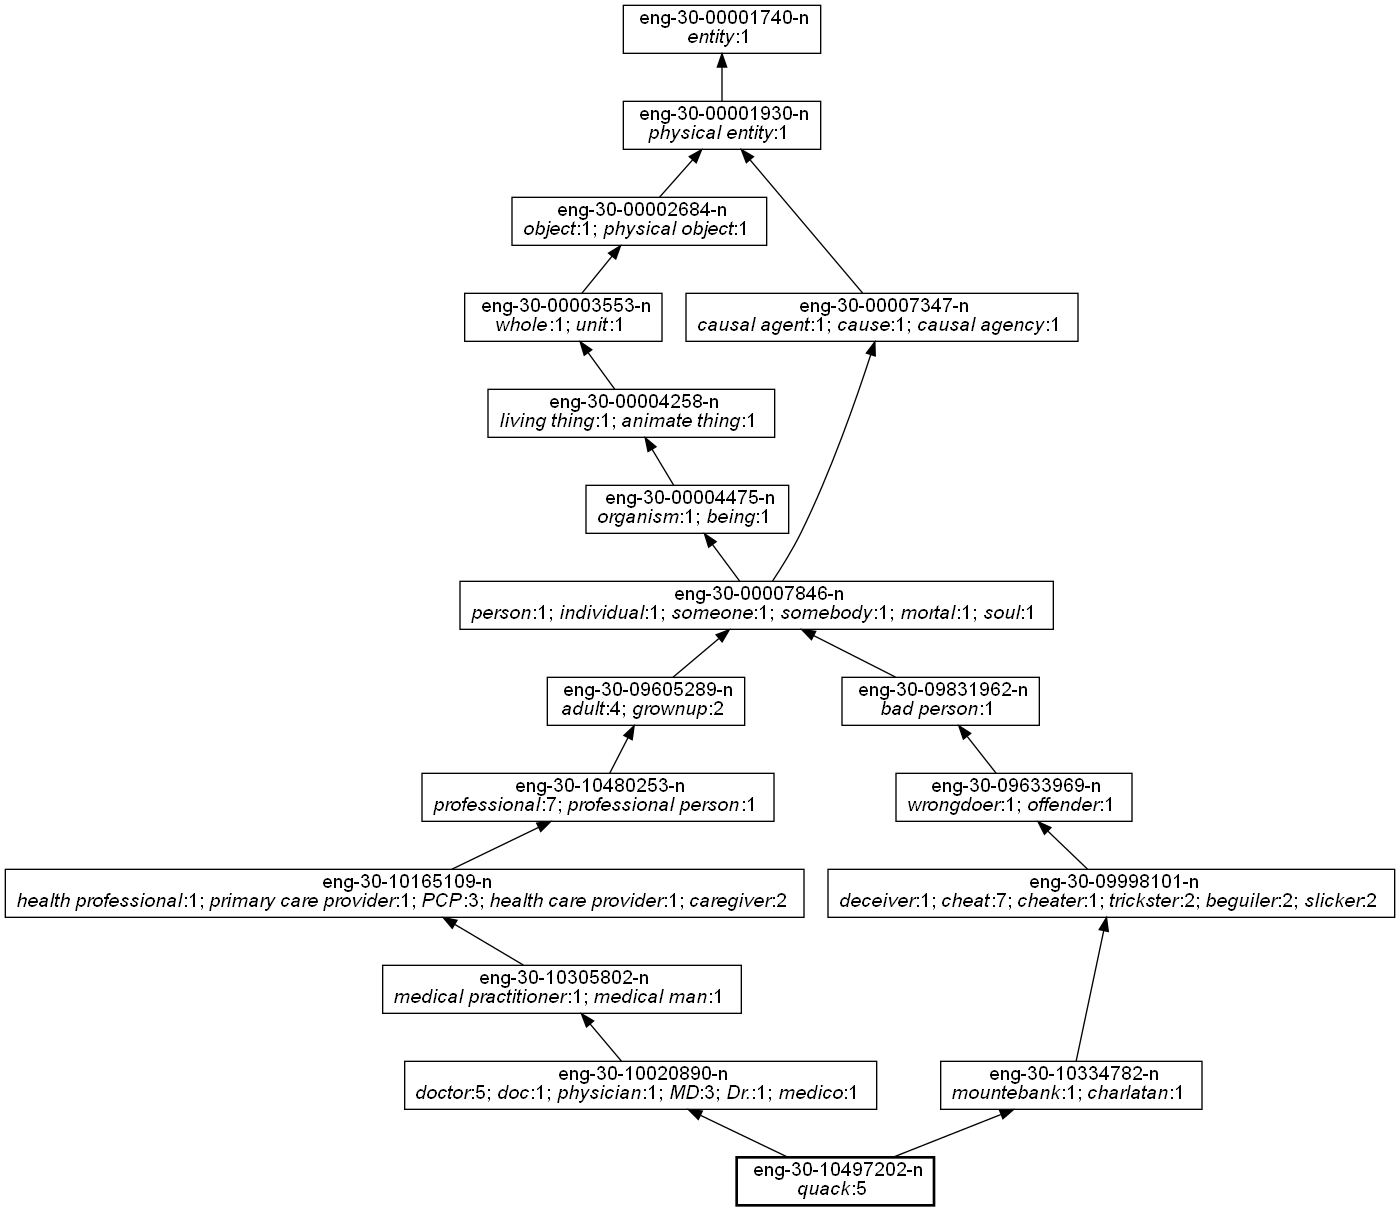 eng-30-00001740-n
entity:1
eng-30-00001930-n
physical entity:1
eng-30-00002684-n
object:1; physical object:1
eng-30-00003553-n
whole:1; unit:1
eng-30-00007347-n
causal agent:1; cause:1; causal agency:1
eng-30-00004258-n
living thing:1; animate thing:1
eng-30-00004475-n
organism:1; being:1
eng-30-00007846-n
person:1; individual:1; someone:1; somebody:1; mortal:1; soul:1
eng-30-09605289-n
adult:4; grownup:2
eng-30-09831962-n
bad person:1
eng-30-10480253-n
professional:7; professional person:1
eng-30-09633969-n
wrongdoer:1; offender:1
eng-30-10165109-n
health professional:1; primary care provider:1; PCP:3; health care provider:1; caregiver:2
eng-30-09998101-n
deceiver:1; cheat:7; cheater:1; trickster:2; beguiler:2; slicker:2
eng-30-10305802-n
medical practitioner:1; medical man:1
eng-30-10020890-n
doctor:5; doc:1; physician:1; MD:3; Dr.:1; medico:1
eng-30-10334782-n
mountebank:1; charlatan:1
eng-30-10497202-n
quack:5